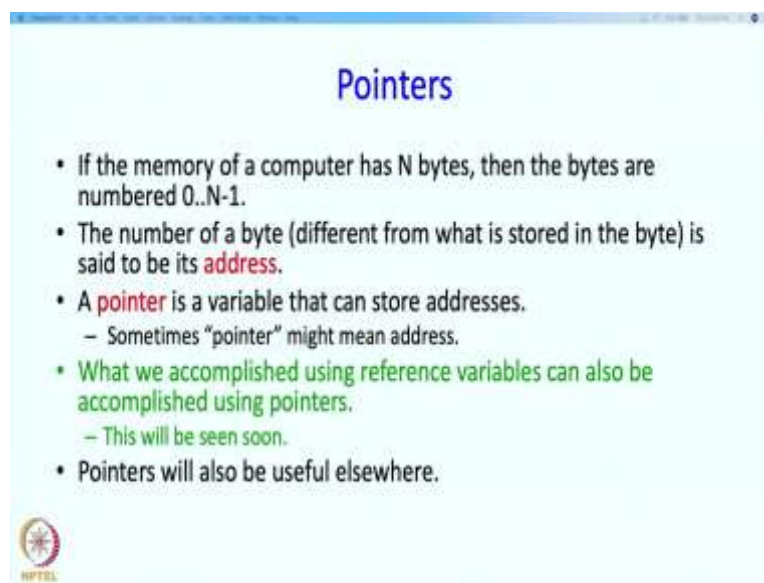 Pointers
• If the memory of a computer has N bytes, then the bytes are
numbered 0..N-1.
• The number of a byte (different from what is stored in the byte) is
said to be its address.
• A pointer is a variable that can store addresses.
– Sometimes “pointer” might mean address.
• What we accomplished using reference variables can also be
accomplished using pointers.
– This will be seen soon.
• Pointers will also be useful elsewhere.
NPTEL